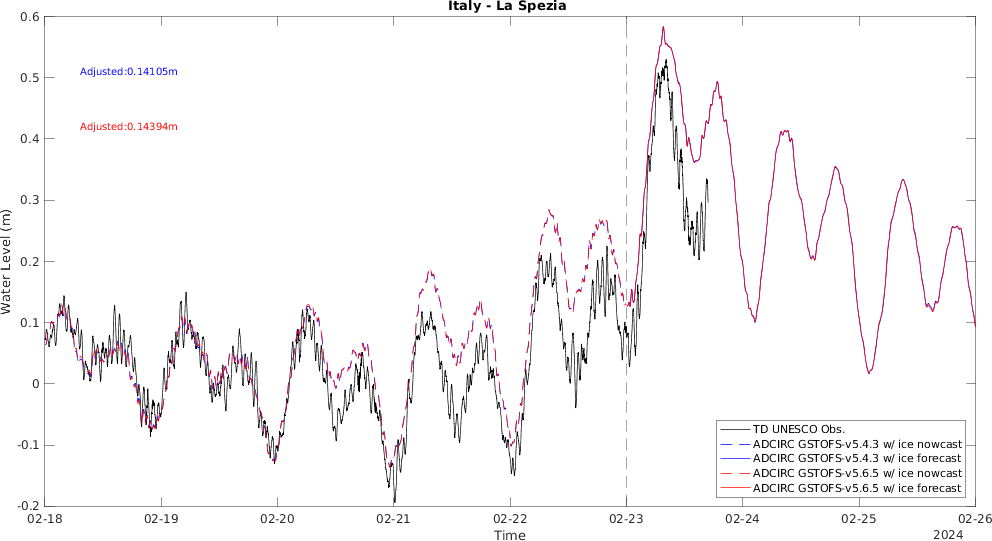 Italy - La Spezia
Water Level (m)
0.6
0.5
0.4
0.3
0.2
0.1
0
-0.1
-0.2
Adjusted:0.14105m
Adjusted:0.14394m
TD UNESCO Obs.
ADCIRC GSTOFS-v5.4.3 w/ ice nowcast
ADCIRC GSTOFS-v5.4.3 w/ ice forecast
ADCIRC GSTOFS-v5.6.5 w/ ice nowcast
ADCIRC GSTOFS-v5.6.5 w/ ice forecast
02-18 02-19 02-20 02-21 02-22 02-23 02-24 02-25 02-26
Time
2024